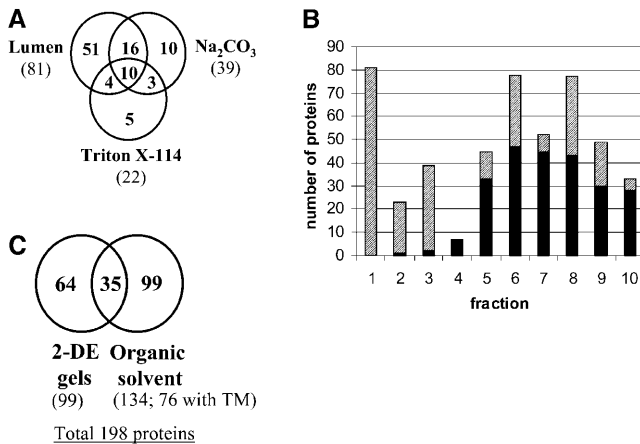 A
Lumen
(81)
51 16 10
10
4 3
5
Na₂CO₃
(39)
Triton X-114
(22)
B
number of proteins
90
80
70
60
50
40
30
20
10
0
1 2 3 4 5 6 7 8 9 10
fraction
C
64 35 99
2-DE
gels
(99)
Organic
solvent
(134; 76 with TM)
Total 198 proteins